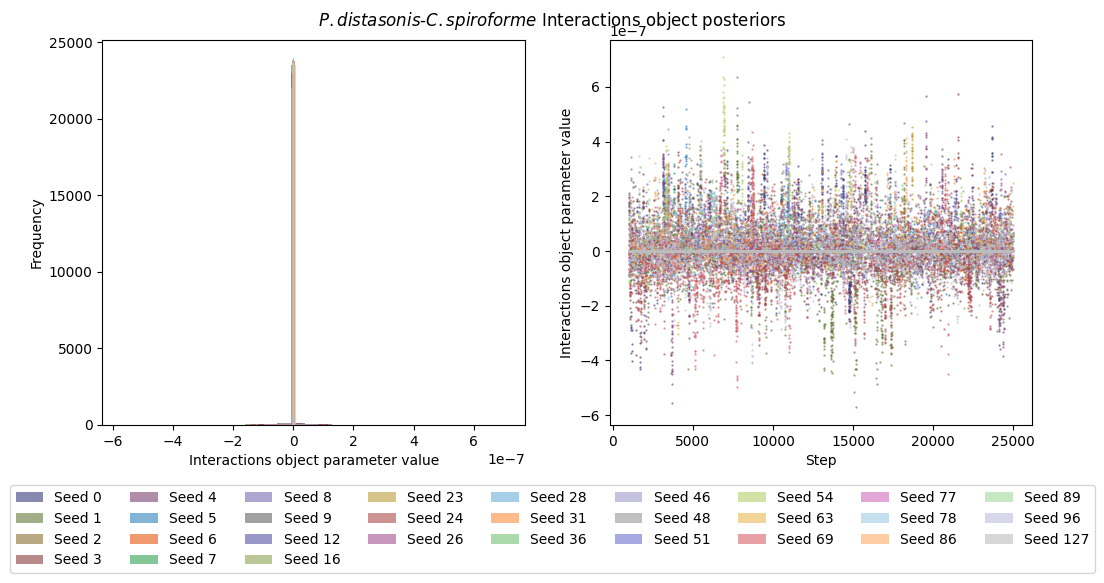 P. distasonis-C. spiroforme Interactions object posteriors
25000
20000
15000
10000
5000
0
Frequency
−6 −4 −2 0 2 4 6
1e−7
Interactions object parameter value
1e−7
6
4
2
0
−2
−4
−6
Interactions object parameter value
0 5000 10000 15000 20000 25000
Step
Seed 0 Seed 4 Seed 8 Seed 23 Seed 28 Seed 46 Seed 54 Seed 77 Seed 89
Seed 1 Seed 5 Seed 9 Seed 24 Seed 31 Seed 48 Seed 63 Seed 78 Seed 96
Seed 2 Seed 6 Seed 12 Seed 26 Seed 36 Seed 51 Seed 69 Seed 86 Seed 127
Seed 3 Seed 7 Seed 16